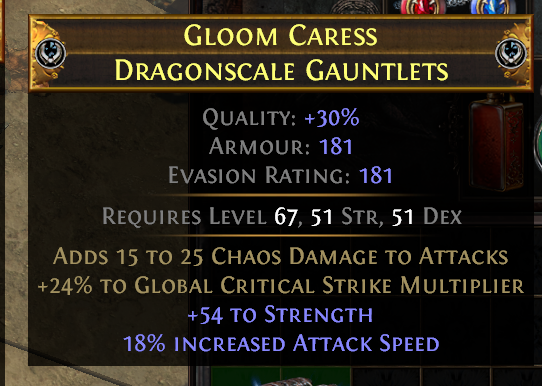 Gloom Caress
Dragonscale Gauntlets
Quality: +30%
Armour: 181
Evasion Rating: 181
Requires Level 67, 51 Str, 51 Dex
Adds 15 to 25 Chaos Damage to Attacks
+24% to Global Critical Strike Multiplier
+54 to Strength
18% increased Attack Speed